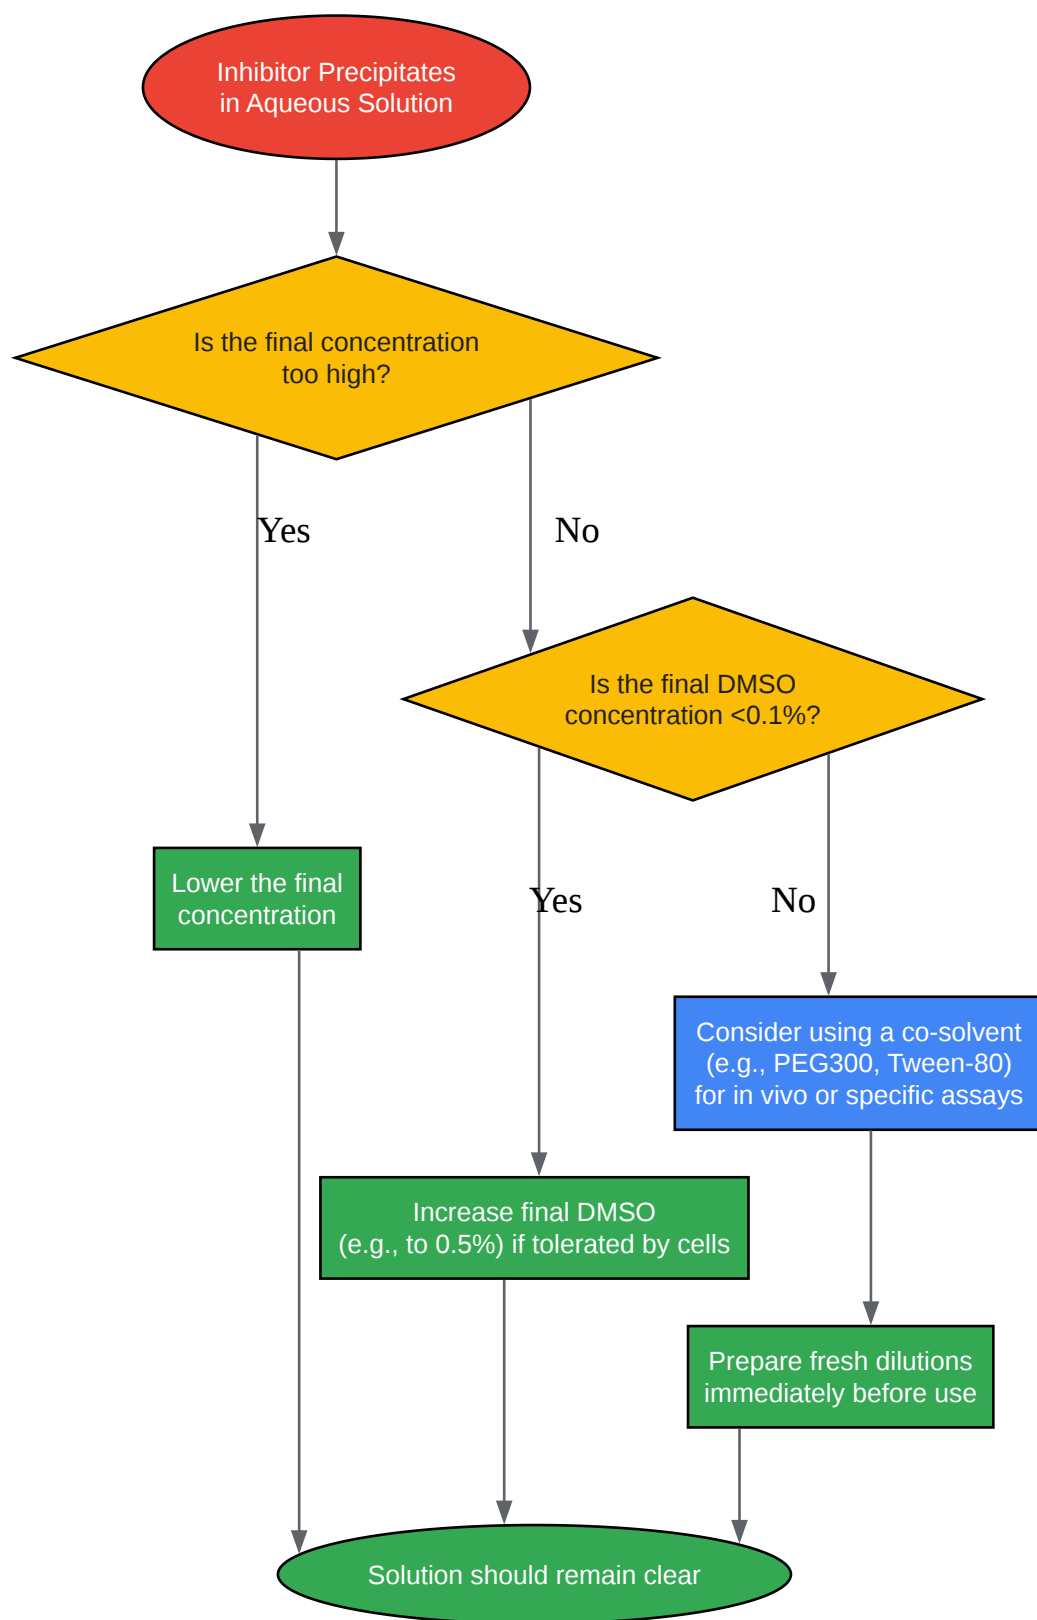 Inhibitor Precipitates
in Aqueous Solution
Is the final concentration
too high?
Yes
No
Is the final DMSO
concentration <0.1%?
Lower the final
concentration
Yes
No
Consider using a co-solvent
(e.g., PEG300, Tween-80)
for in vivo or specific assays
Increase final DMSO
(e.g., to 0.5%) if tolerated by cells
Prepare fresh dilutions
immediately before use
Solution should remain clear